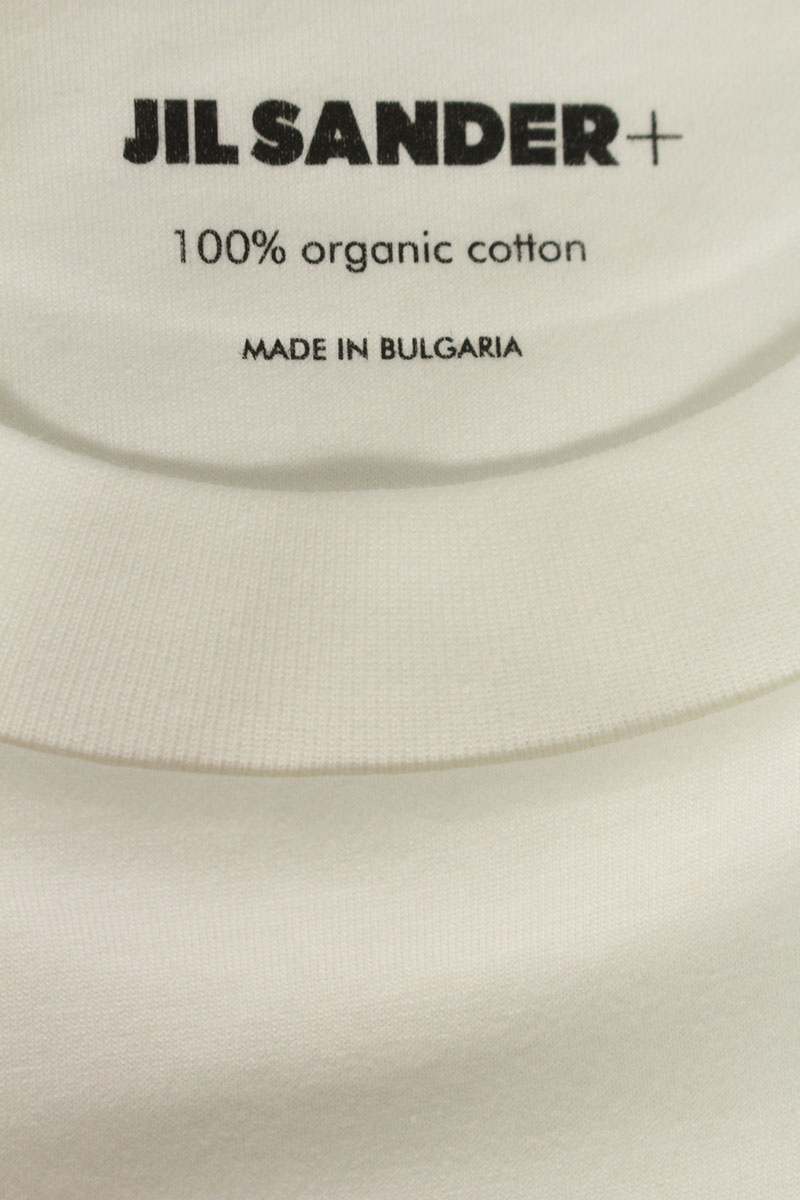 JIL SANDER+
100% organic cotton
MADE IN BULGARIA